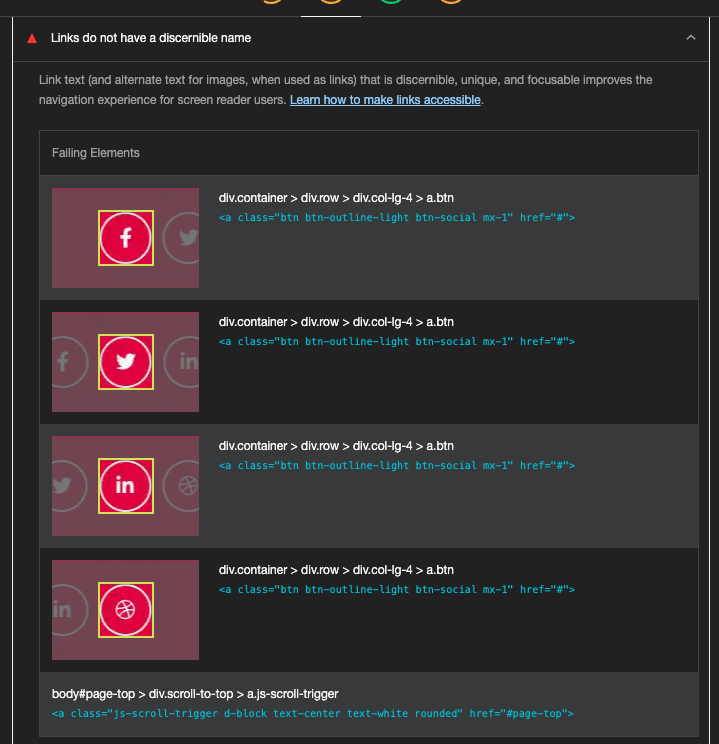 Links do not have a discernible name
Link text (and alternate text for images, when used as links) that is discernible, unique, and focusable improves the
navigation experience for screen reader users. Learn how to make links accessible.
Failing Elements
div.container > div.row > div.col-lg-4 > a.btn
<a class="btn btn-outline-light btn-social mx-1" href="#">
div.container > div.row > div.col-lg-4 > a.btn
<a class="btn btn-outline-light btn-social mx-1" href="#">
div.container > div.row > div.col-lg-4 > a.btn
<a class="btn btn-outline-light btn-social mx-1" href="#">
div.container > div.row > div.col-lg-4 > a.btn
<a class="btn btn-outline-light btn-social mx-1" href="#">
body#page-top > div.scroll-to-top > a.js-scroll-trigger
<a class="js-scroll-trigger d-block text-center text-white rounded" href="#page-top">